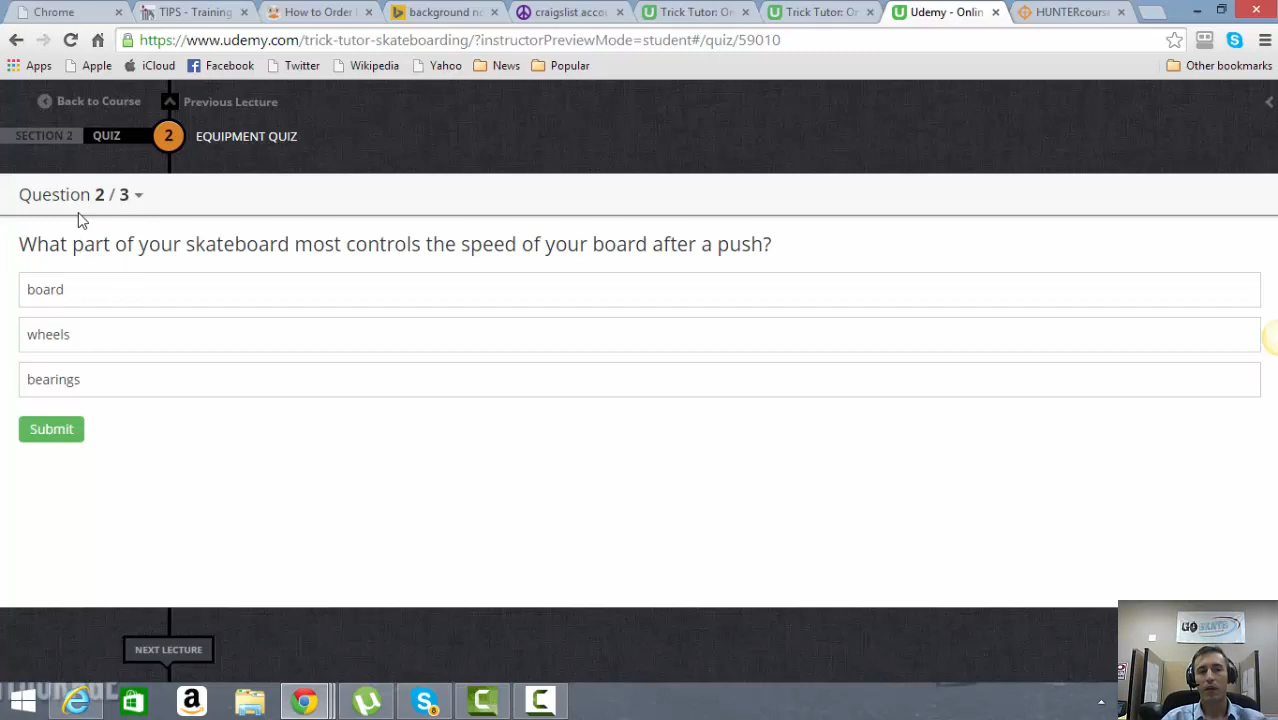 Chrome
TIPS - Training
How to Order
background n
craigslist acco
Trick Tutor: On
Trick Tutor: On
Udemy - Onlin
HUNTERcours
https://www.udemy.com/trick-tutor-skateboarding/?instructorPreviewMode=student#/quiz/59010
Apps
Apple
iCloud
Facebook
Twitter
Wikipedia
Yahoo
News
Popular
Other bookmarks
Back to Course
Previous Lecture
SECTION 2
QUIZ
2
EQUIPMENT QUIZ
Question 2 / 3
What part of your skateboard most controls the speed of your board after a push?
board
wheels
bearings
Submit
NEXT LECTURE